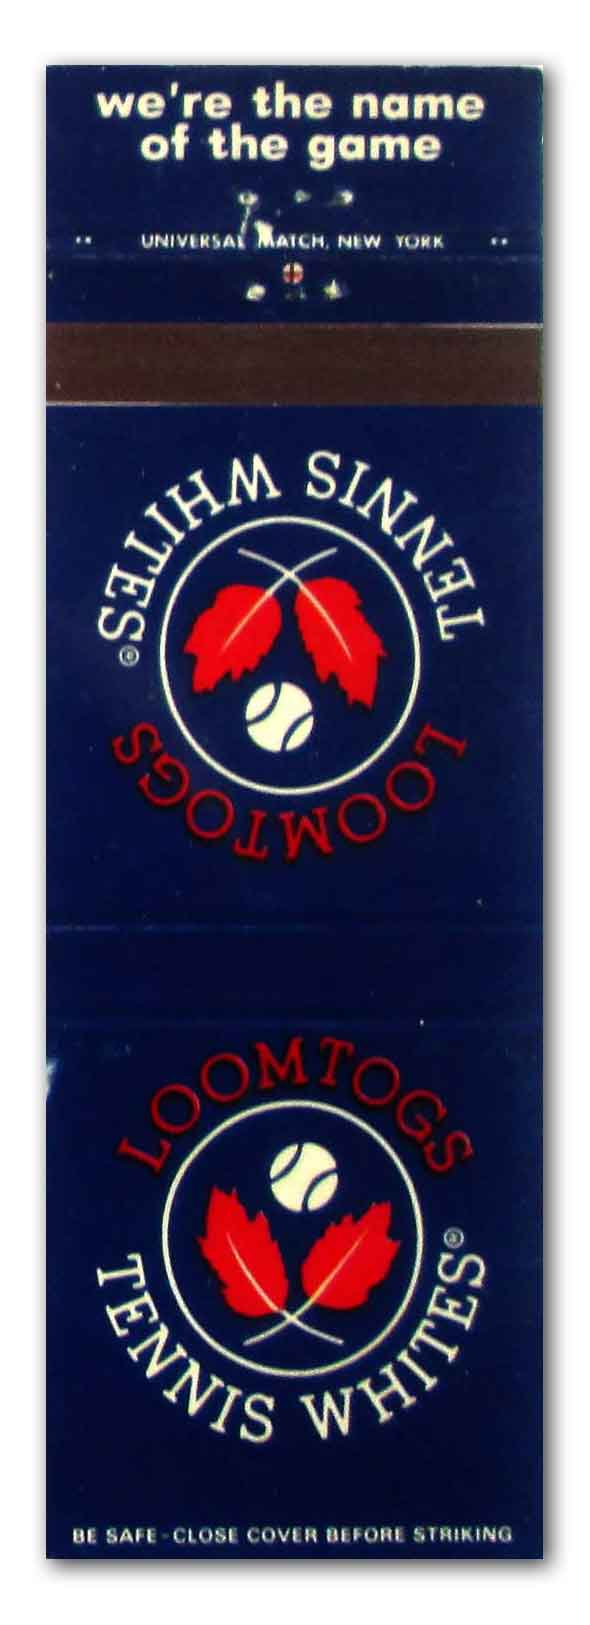 we're the name
of the game
UNIVERSAL MATCH, NEW YORK
TENNIS WHITES®
LOOMTOGS
LOOMTOGS
TENNIS WHITES®
BE SAFE - CLOSE COVER BEFORE STRIKING